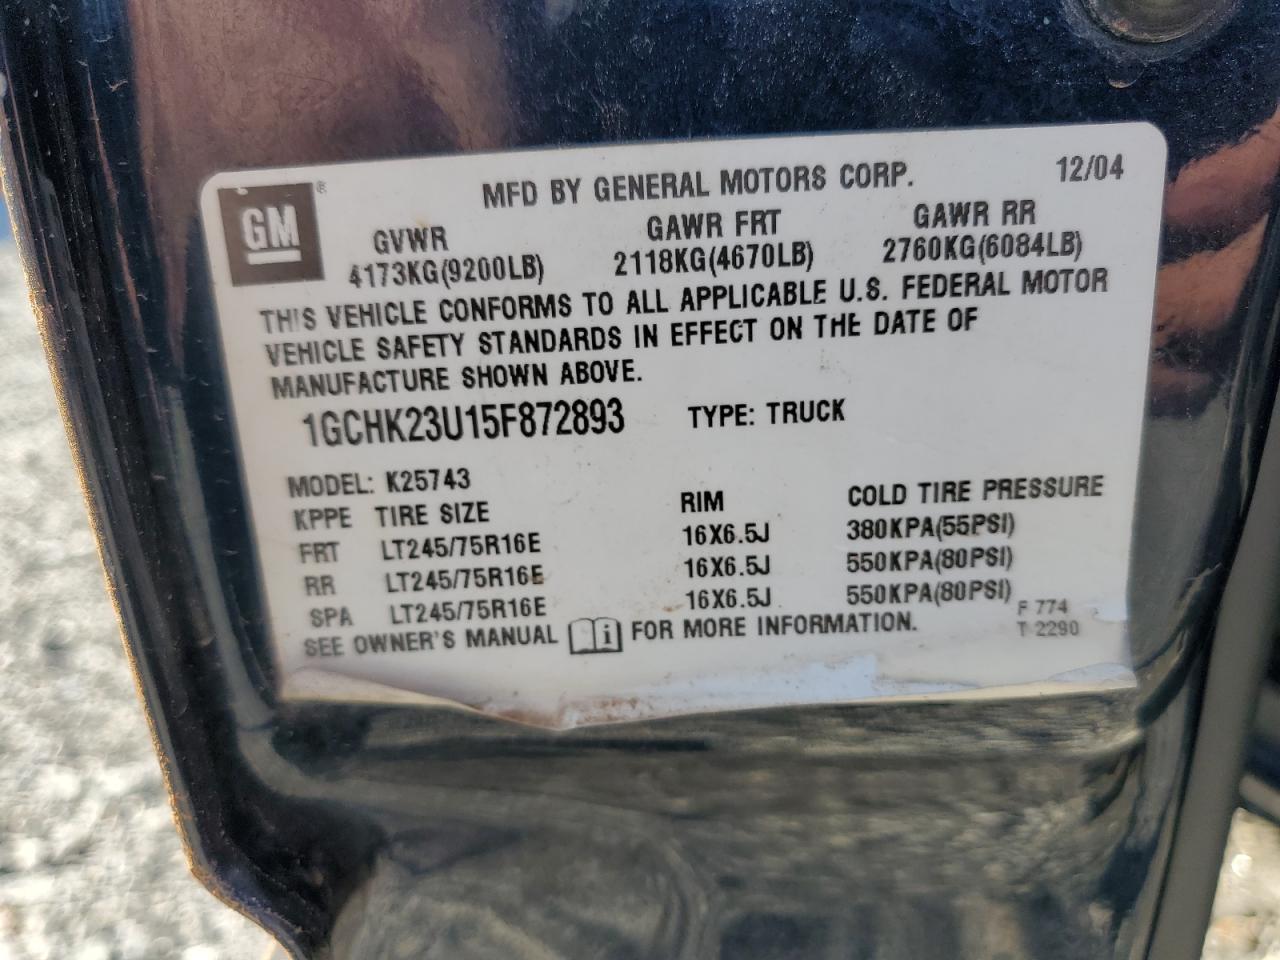 GM ®
MFD BY GENERAL MOTORS CORP. 12/04
GVWR GAWR FRT GAWR RR
4173KG(9200LB) 2118KG(4670LB) 2760KG(6084LB)
THIS VEHICLE CONFORMS TO ALL APPLICABLE U.S. FEDERAL MOTOR
VEHICLE SAFETY STANDARDS IN EFFECT ON THE DATE OF
MANUFACTURE SHOWN ABOVE.
1GCHK23U15F872893 TYPE: TRUCK
MODEL: K25743
KPPE TIRE SIZE RIM COLD TIRE PRESSURE
FRT LT245/75R16E 16X6.5J 380KPA(55PSI)
RR LT245/75R16E 16X6.5J 550KPA(80PSI)
SPA LT245/75R16E 16X6.5J 550KPA(80PSI)
SEE OWNER'S MANUAL i FOR MORE INFORMATION.
F 774
T 2290